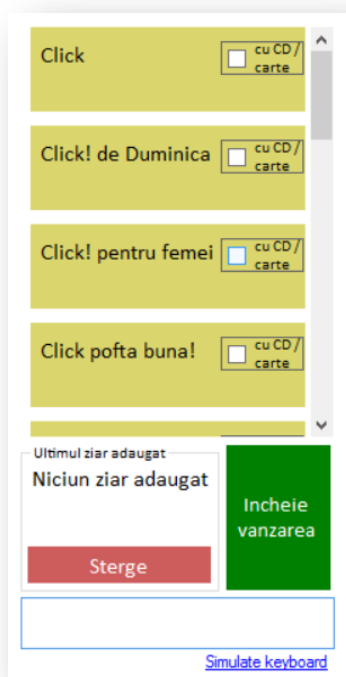 Click
cu CD /
carte
Click! de Duminica
cu CD /
carte
Click! pentru femei
cu CD /
carte
Click pofta buna!
cu CD /
carte
Ultimul ziar adaugat
Niciun ziar adaugat
Sterge
Incheie
vanzarea
Simulate keyboard